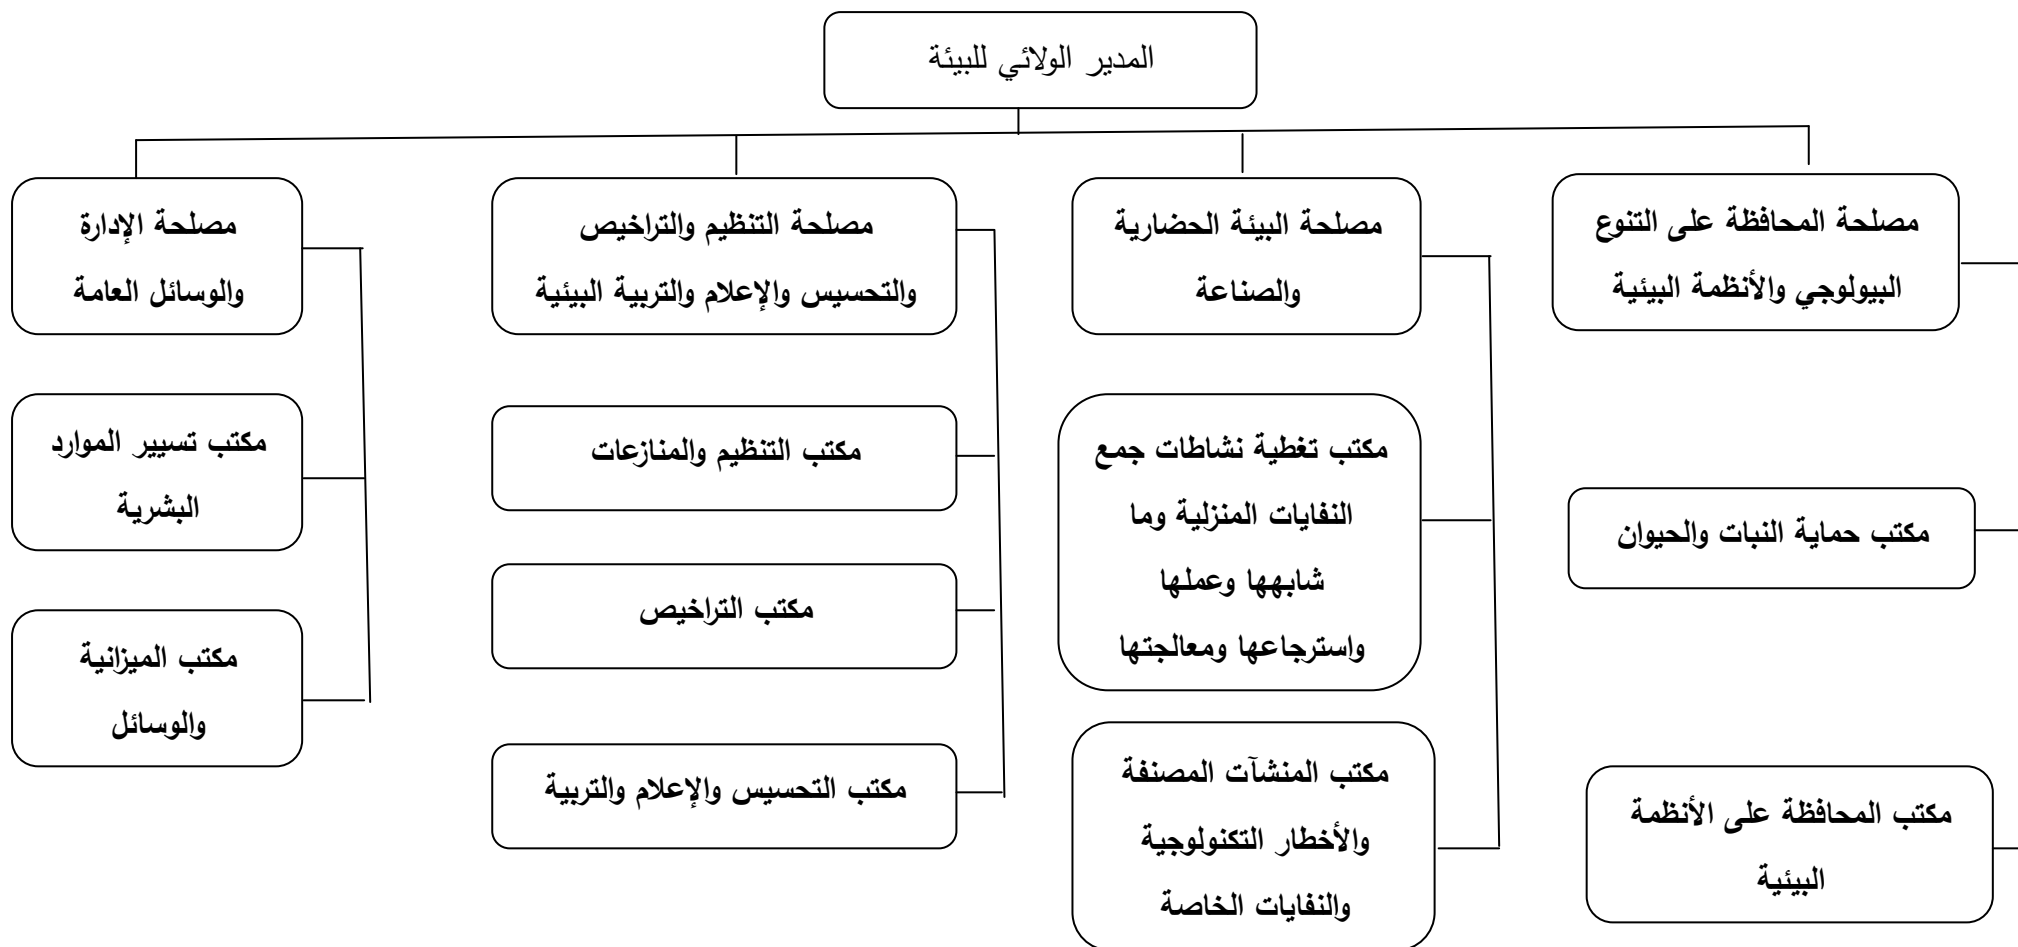 المدير الولائي للبيئة
مصلحة المحافظة على التنوع
البيولوجي والأنظمة البيئية
مصلحة البيئة الحضارية
والصناعة
مصلحة التنظيم والتراخيص
والتحسيس والإعلام والتربية البيئية
مصلحة الإدارة
والوسائل العامة
مكتب حماية النبات والحيوان
مكتب المحافظة على الأنظمة
البيئية
مكتب تغطية نشاطات جمع
النفايات المنزلية وما
شابهها وعملها
واسترجاعها ومعالجتها
مكتب المنشآت المصنفة
والأخطار التكنولوجية
والنفايات الخاصة
مكتب التنظيم والمنازعات
مكتب التراخيص
مكتب التحسيس والإعلام والتربية
مكتب تسيير الموارد
البشرية
مكتب الميزانية
والوسائل